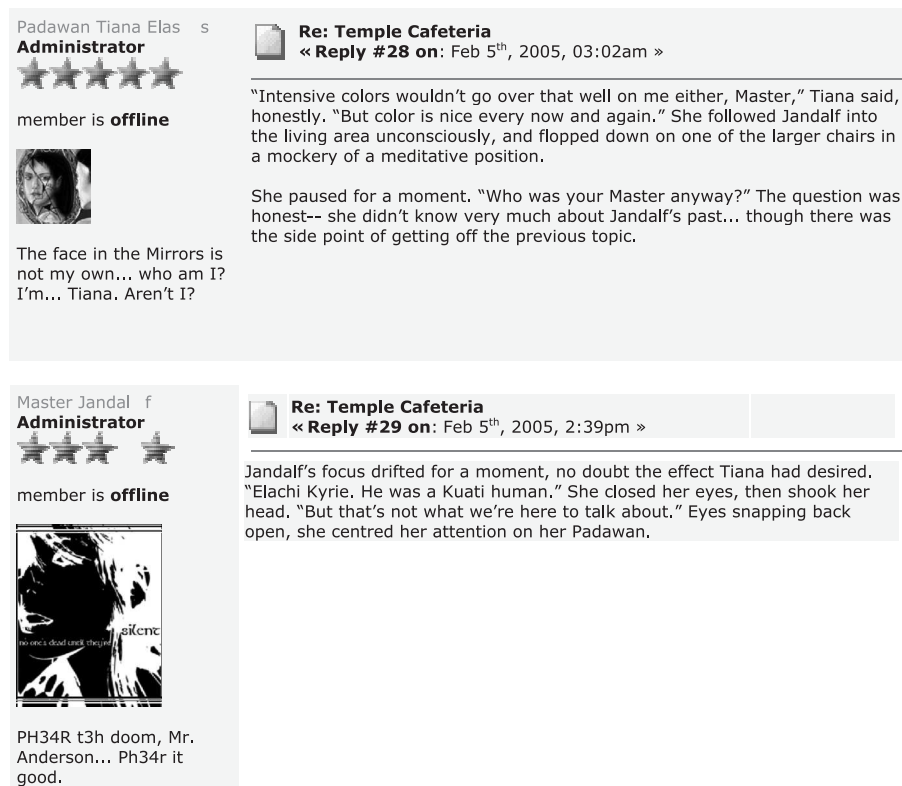 Padawan Tiana Elas s
Administrator
member is offline
The face in the Mirrors is
not my own... who am I?
I'm... Tiana. Aren't I?
Re: Temple Cafeteria
« Reply #28 on: Feb 5th, 2005, 03:02am »
“Intensive colors wouldn’t go over that well on me either, Master,” Tiana said,
honestly. “But color is nice every now and again.” She followed Jandalf into
the living area unconsciously, and flopped down on one of the larger chairs in
a mockery of a meditative position.
She paused for a moment. “Who was your Master anyway?” The question was
honest-- she didn’t know very much about Jandalf’s past... though there was
the side point of getting off the previous topic.
Master Jandal f
Administrator
member is offline
no one's dead until they're
silent
PH34R t3h doom, Mr.
Anderson... Ph34r it
good.
Re: Temple Cafeteria
« Reply #29 on: Feb 5th, 2005, 2:39pm »
Jandalf’s focus drifted for a moment, no doubt the effect Tiana had desired.
“Elachi Kyrie. He was a Kuati human.” She closed her eyes, then shook her
head. “But that’s not what we’re here to talk about.” Eyes snapping back
open, she centred her attention on her Padawan.